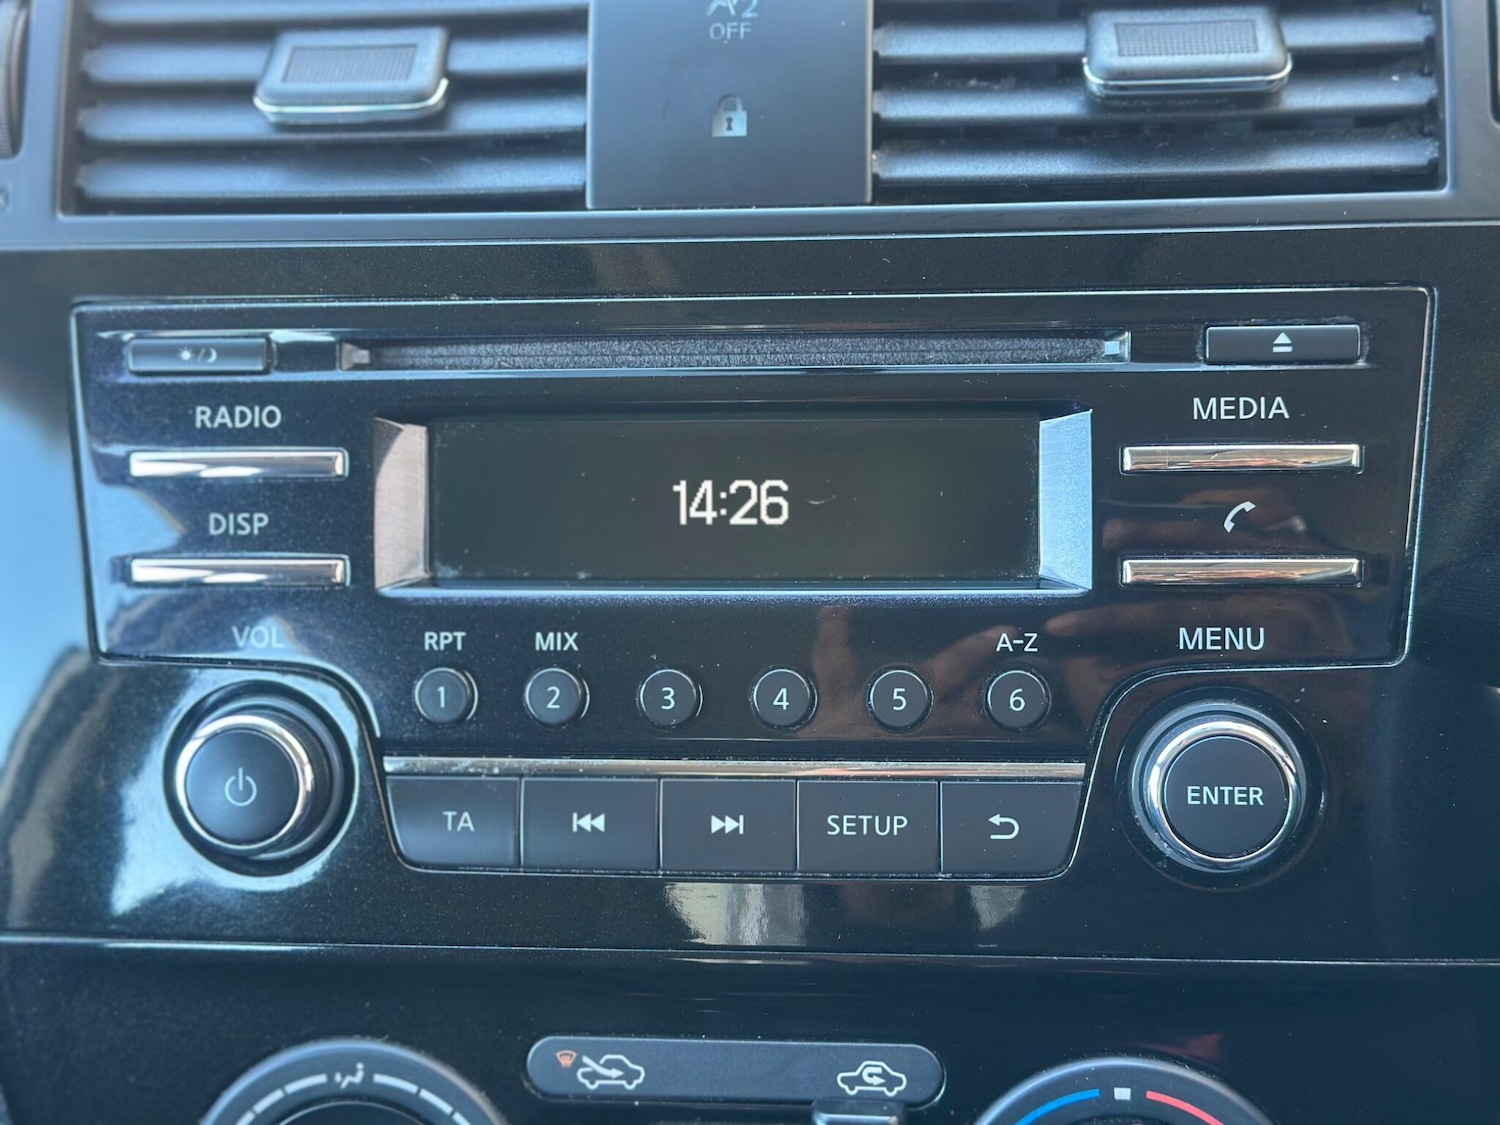 OFF
RADIO
MEDIA
14:26
DISP
VOL
RPT
MIX
A-Z
MENU
1
2
3
4
5
6
ENTER
TA
SETUP